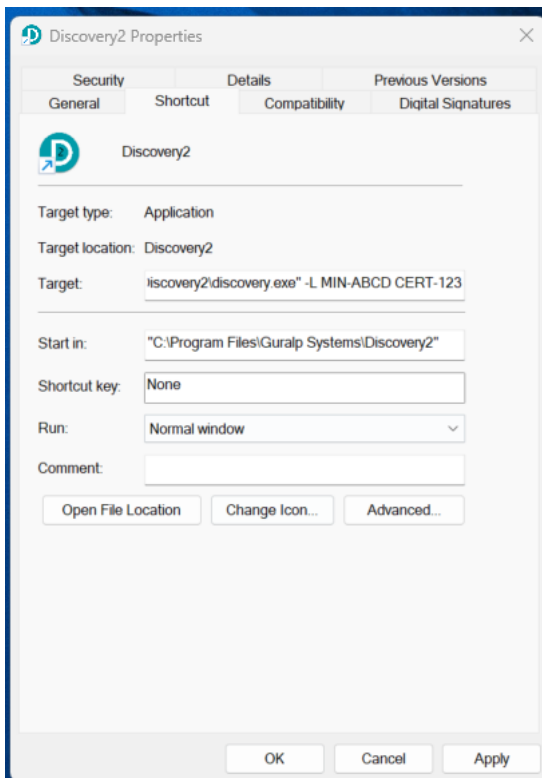 Discovery2 Properties
Security Details Previous Versions
General Shortcut Compatibility Digital Signatures
Discovery2
Target type: Application
Target location: Discovery2
Target: iscovery2\discovery.exe" -L MIN-ABCD CERT-123
Start in: "C:\Program Files\Guralp Systems\Discovery2"
Shortcut key: None
Run: Normal window
Comment:
Open File Location Change Icon... Advanced...
OK Cancel Apply